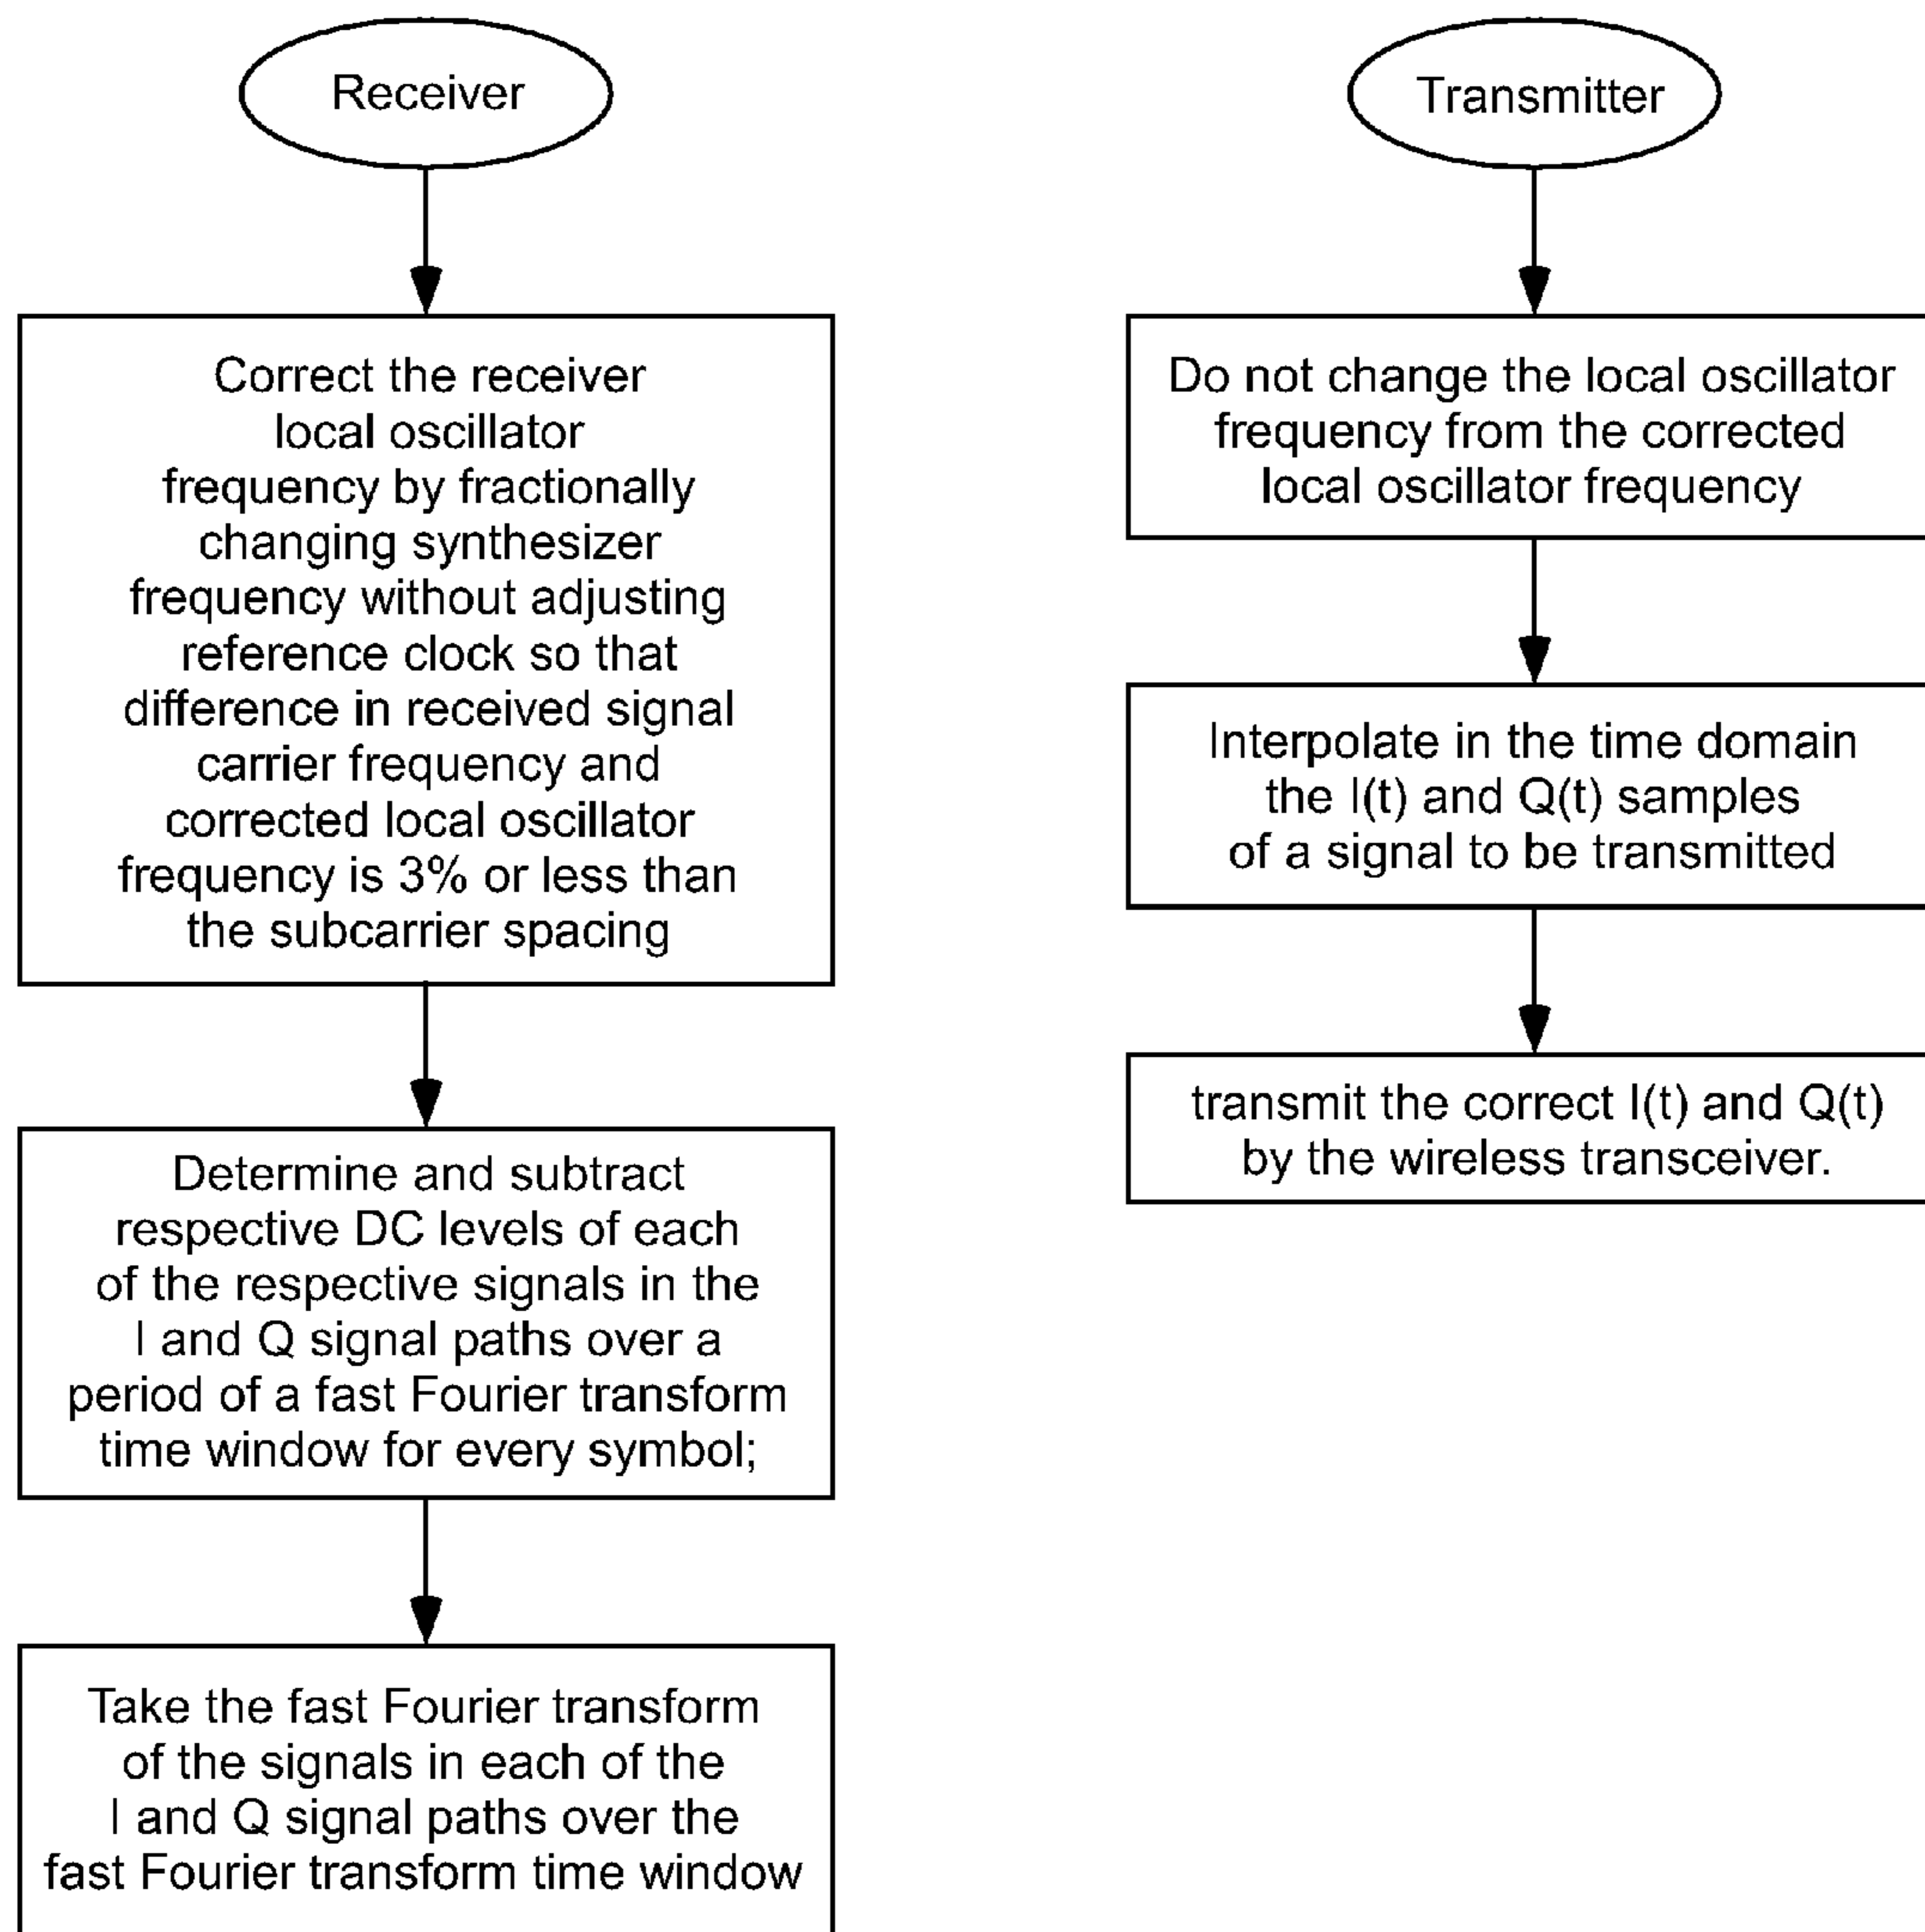 Receiver
Correct the receiver
local oscillator
frequency by fractionally
changing synthesizer
frequency without adjusting
reference clock so that
difference in received signal
carrier frequency and
corrected local oscillator
frequency is 3% or less than
the subcarrier spacing
Determine and subtract
respective DC levels of each
of the respective signals in the
I and Q signal paths over a
period of a fast Fourier transform
time window for every symbol;
Take the fast Fourier transform
of the signals in each of the
I and Q signal paths over the
fast Fourier transform time window
Transmitter
Do not change the local oscillator
frequency from the corrected
local oscillator frequency
Interpolate in the time domain
the I(t) and Q(t) samples
of a signal to be transmitted
transmit the correct I(t) and Q(t)
by the wireless transceiver.